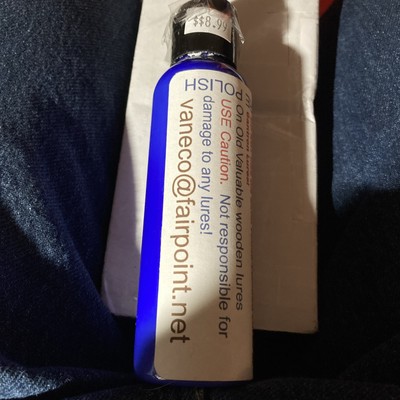 $$8.99
POLISH
On Old Valuable wooden lures
USE Caution. Not responsible for
damage to any lures!
vaneco@fairpoint.net